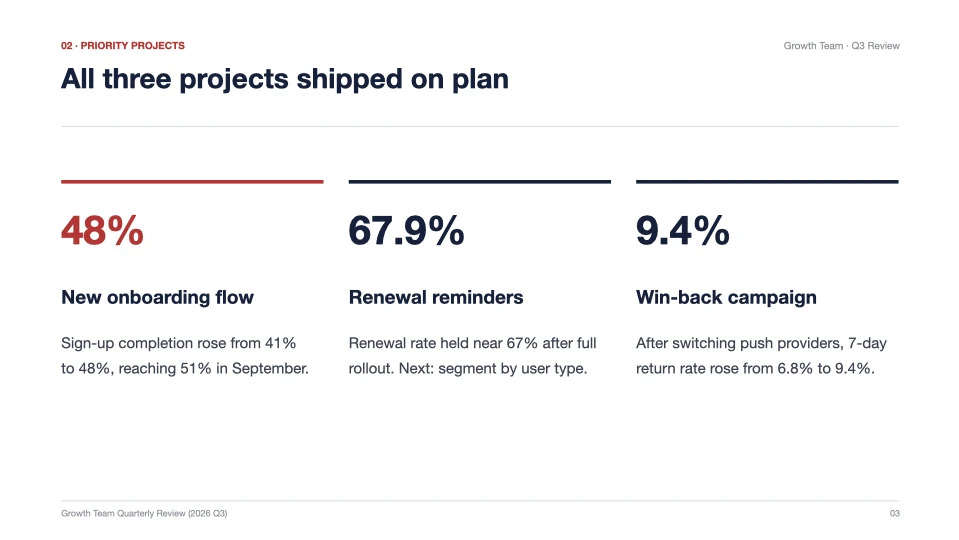 02 · PRIORITY PROJECTS
Growth Team · Q3 Review
All three projects shipped on plan
48%
New onboarding flow
Sign-up completion rose from 41%
to 48%, reaching 51% in September.
67.9%
Renewal reminders
Renewal rate held near 67% after full
rollout. Next: segment by user type.
9.4%
Win-back campaign
After switching push providers, 7-day
return rate rose from 6.8% to 9.4%.
Growth Team Quarterly Review (2026 Q3)
03